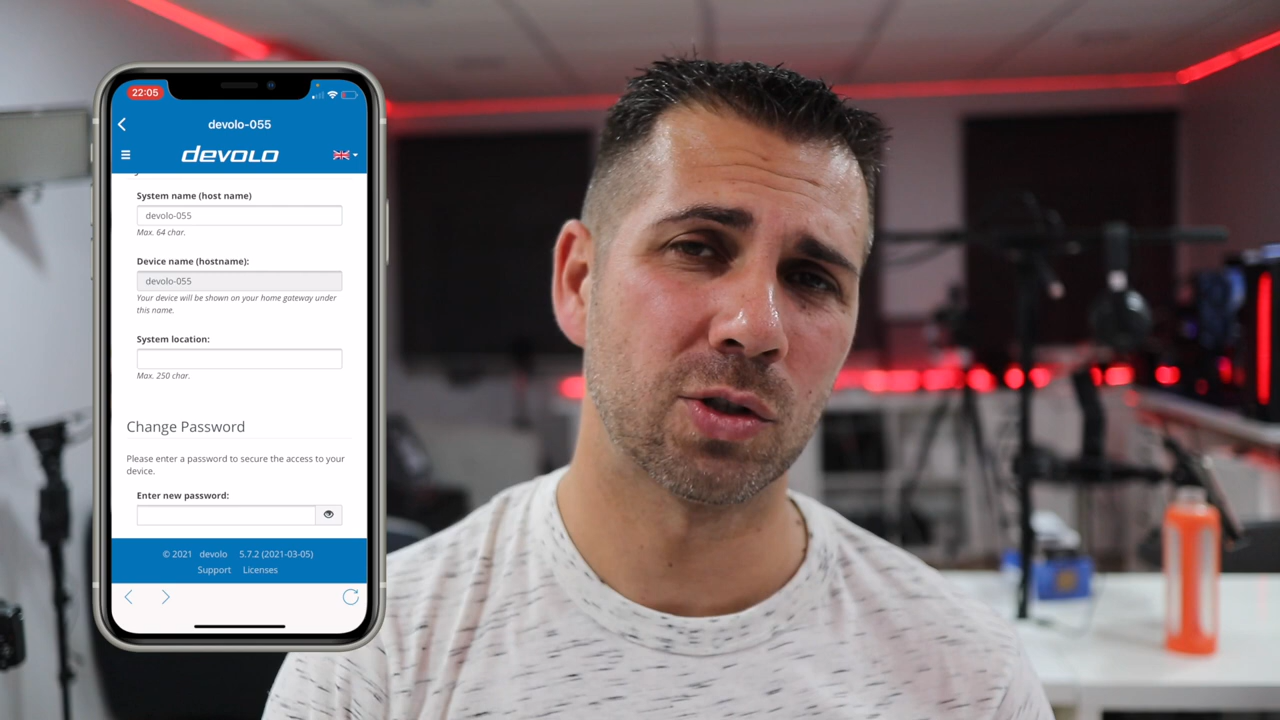 22:05
devolo-055
devolo
System name (host name)
devolo-055
Max. 64 char.
Device name (hostname):
devolo-055
Your device will be shown on your home gateway under
this name.
System location:
Max. 250 char.
Change Password
Please enter a password to secure the access to your
device.
Enter new password:
© 2021 devolo 5.7.2 (2021-03-05)
Support Licenses